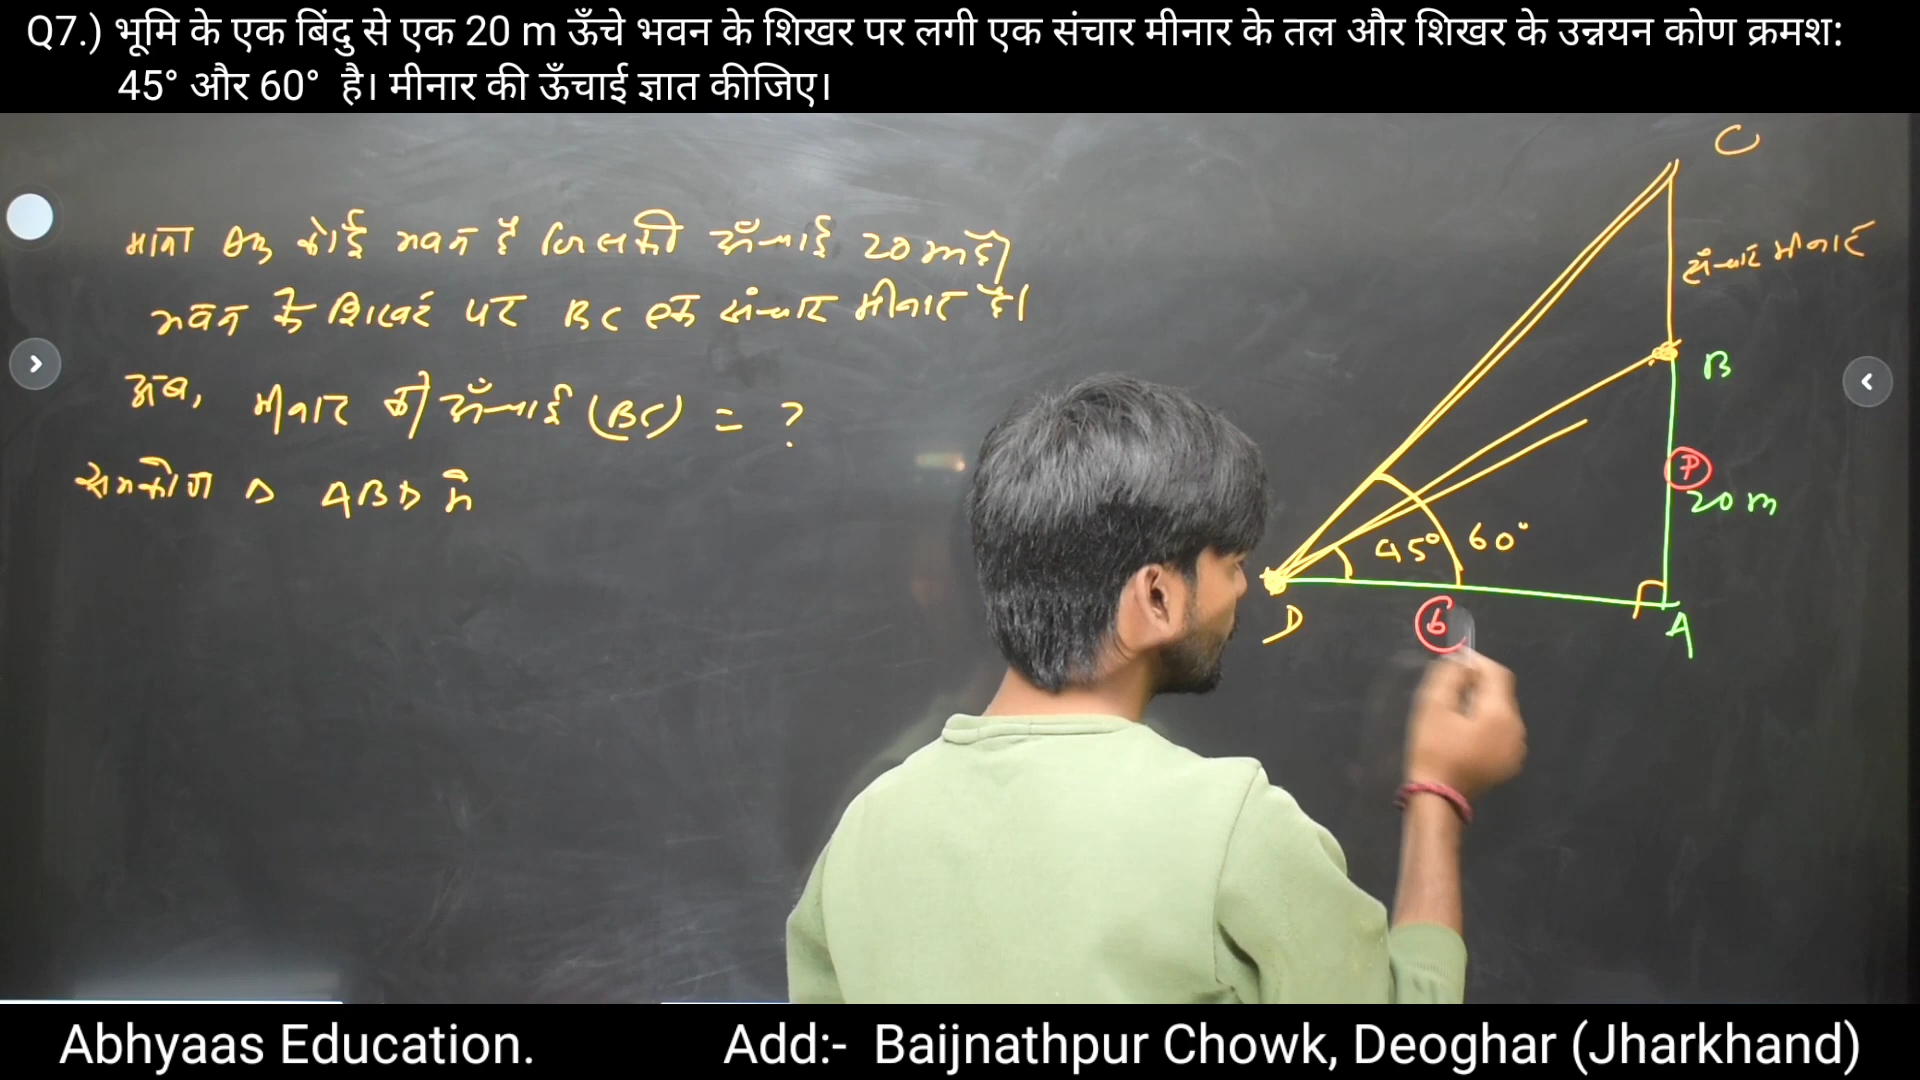 Q7.) भूमि के एक बिंदु से एक 20 m ऊँचे भवन के शिखर पर लगी एक संचार मीनार के तल और शिखर के उन्नयन कोण क्रमश:
45° और 60° है। मीनार की ऊँचाई ज्ञात कीजिए।
माना AB कोई भवन है जिसकी ऊँचाई 20 m है।
भवन के शिखर पर BC एक संचार मीनार है।
अब, मीनार की ऊँचाई (BC) = ?
समकोण Δ ABD में
C
संचार मीनार
B
P
20 m
45° 60°
D
b
A
Abhyaas Education.
Add:- Baijnathpur Chowk, Deoghar (Jharkhand)